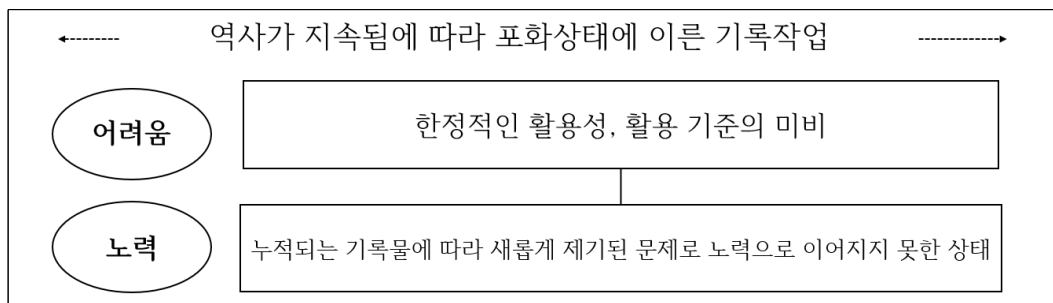 역사가 지속됨에 따라 포화상태에 이른 기록작업
어려움
한정적인 활용성, 활용 기준의 미비
노력
누적되는 기록물에 따라 새롭게 제기된 문제로 노력으로 이어지지 못한 상태